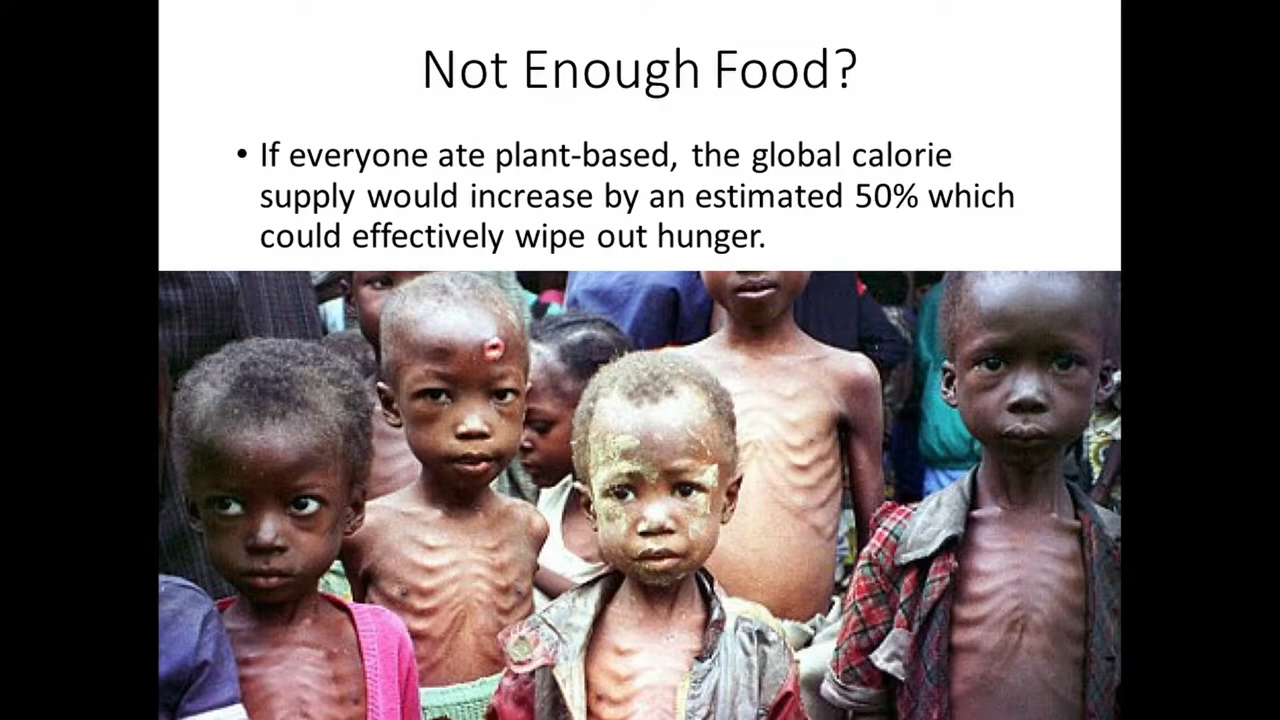 Not Enough Food?
• If everyone ate plant-based, the global calorie
supply would increase by an estimated 50% which
could effectively wipe out hunger.